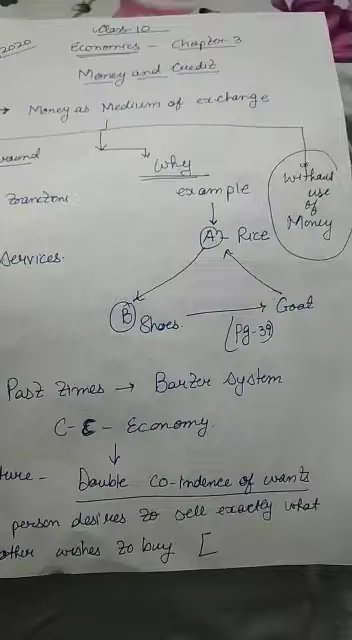 Class-10
2020
Economics - Chapter-3
Money and Credit
→ Money as Medium of exchange
Why
example
without
use
of
Money
A - Rice
services.
B Shoes. → Goat
(Pg-39)
Past times → Barter system
C-C- Economy.
↓
ture - Double Co-indence of wants
person desires to sell exactly what
other wishes to buy [